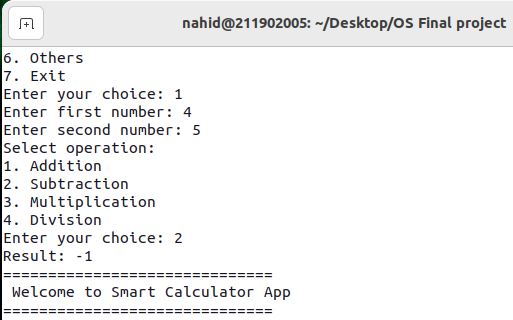 nahid@211902005: ~/Desktop/OS Final project
6. Others
7. Exit
Enter your choice: 1
Enter first number: 4
Enter second number: 5
Select operation:
1. Addition
2. Subtraction
3. Multiplication
4. Division
Enter your choice: 2
Result: -1
==============================
 Welcome to Smart Calculator App
==============================